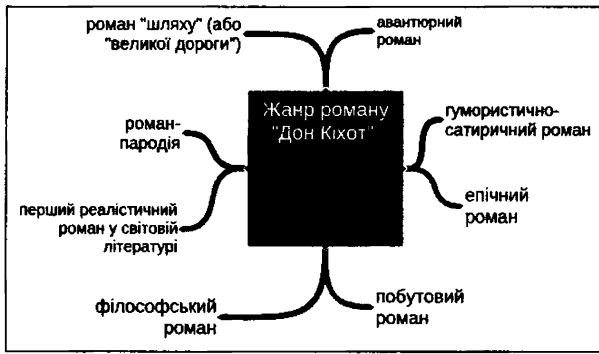 роман "шляху" (або
"великої дороги")
авантюрний
роман
Жанр роману
"Дон Кіхот"
роман-
пародія
гумористично-
сатиричний роман
перший реалістичний
роман у світовій
літературі
епічний
роман
філософський
роман
побутовий
роман